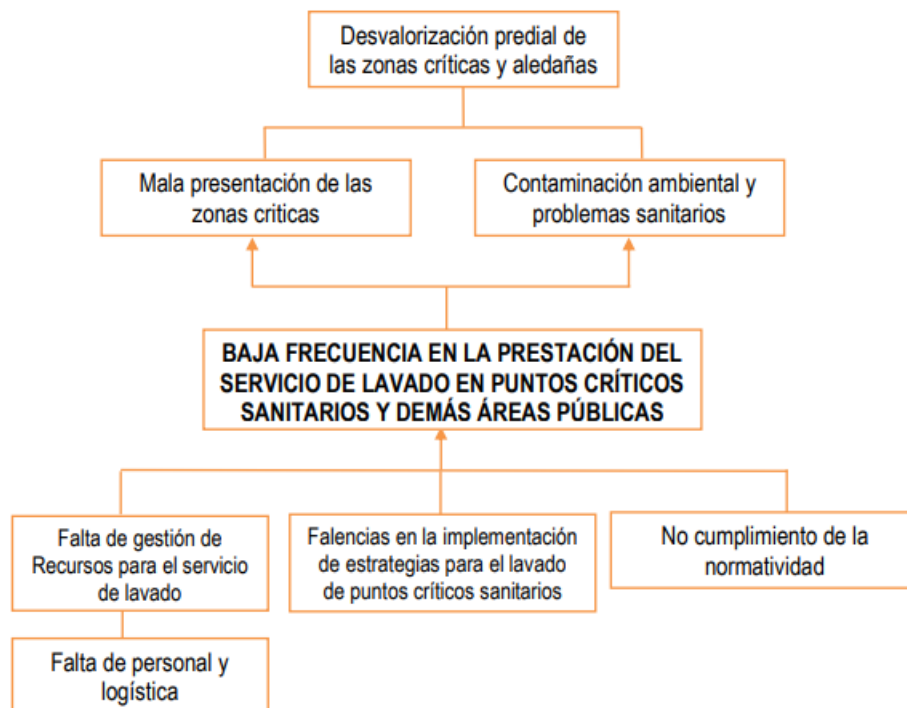 Desvalorización predial de
las zonas críticas y aledañas
Mala presentación de las
zonas criticas
Contaminación ambiental y
problemas sanitarios
BAJA FRECUENCIA EN LA PRESTACIÓN DEL
SERVICIO DE LAVADO EN PUNTOS CRÍTICOS
SANITARIOS Y DEMÁS ÁREAS PÚBLICAS
Falta de gestión de
Recursos para el servicio
de lavado
Falencias en la implementación
de estrategias para el lavado
de puntos críticos sanitarios
No cumplimiento de la
normatividad
Falta de personal y
logística